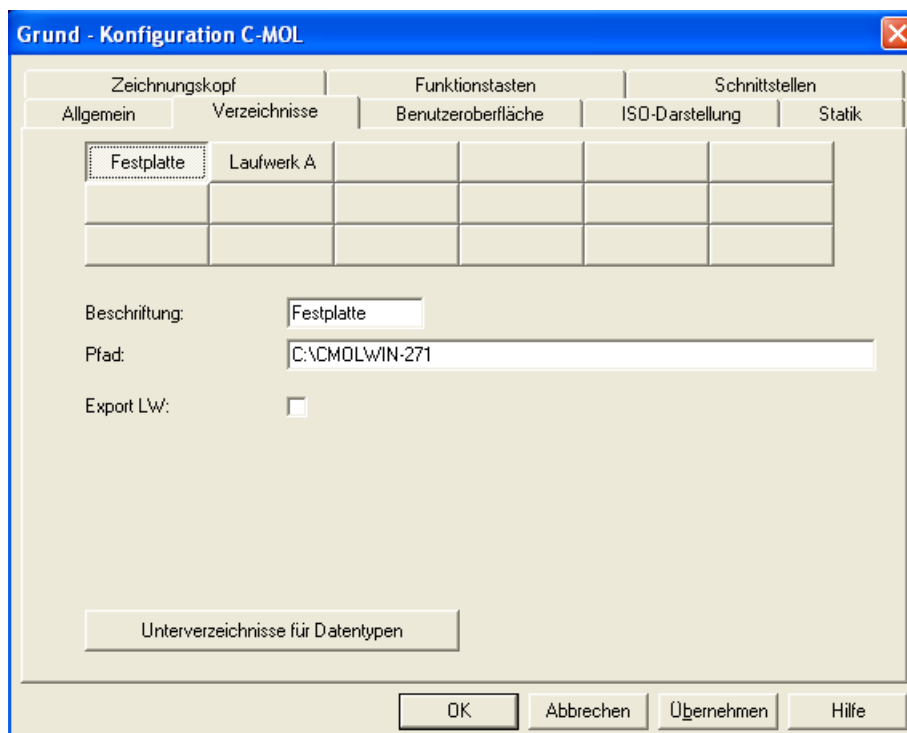 Grund - Konfiguration C-MOL
Zeichnungskopf Funktionstasten Schnittstellen
Allgemein Verzeichnisse Benutzeroberfläche ISO-Darstellung Statik
Festplatte Laufwerk A
Beschriftung: Festplatte
Pfad: C:\CMOLWIN-271
Export LW:
Unterverzeichnisse für Datentypen
OK Abbrechen Übernehmen Hilfe